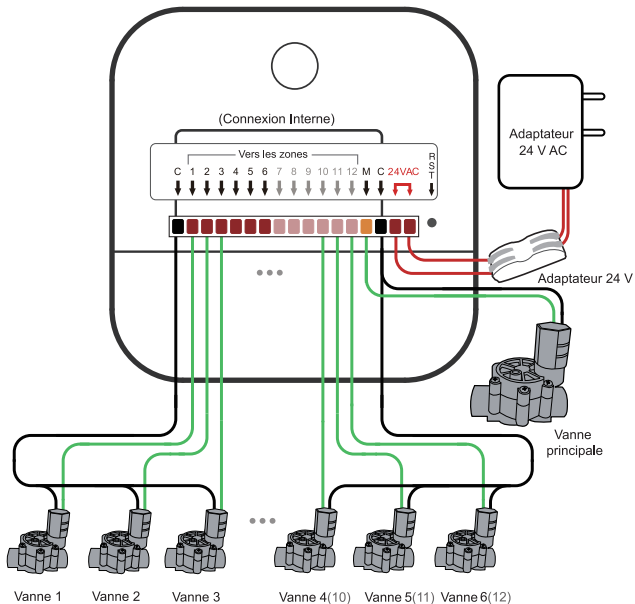 (Connexion Interne)
Vers les zones
C 1 2 3 4 5 6 7 8 9 10 11 12 M C 24VAC RST
Adaptateur
24 V AC
Adaptateur 24 V
Vanne
principale
Vanne 1 Vanne 2 Vanne 3 Vanne 4(10) Vanne 5(11) Vanne 6(12)